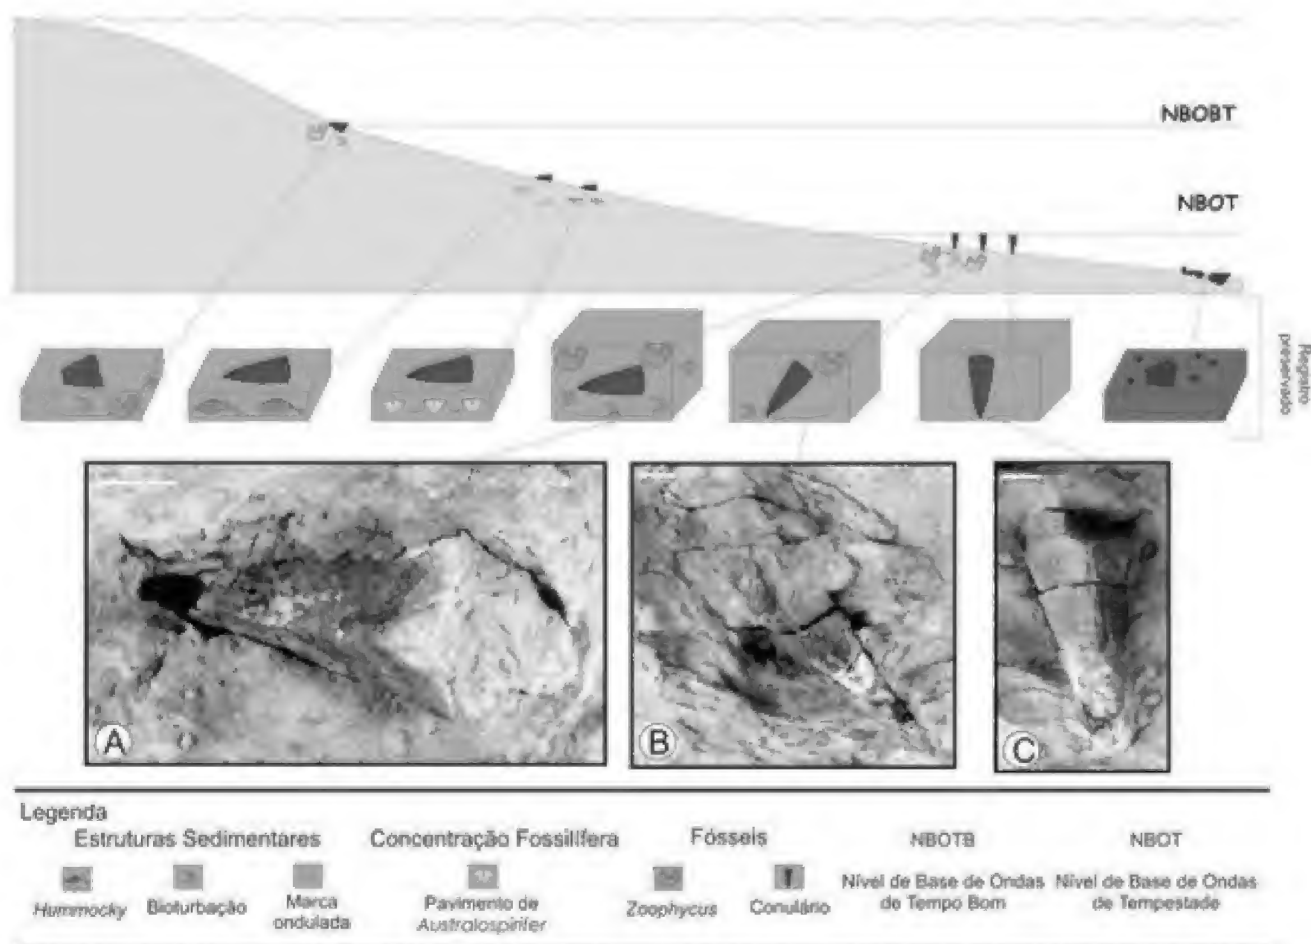 NBOBT
NBOT
Registro
preservado
A
B
C
Legenda
Estruturas Sedimentares
Concentração Fossilífera
Fósseis
NBOTB
NBOT
Hummocky
Bioturbação
Marca
ondulada
Pavimento de
Australospirifer
Zoophycus
Conulário
Nível de Base de Ondas
de Tempo Bom
Nível de Base de Ondas
de Tempestade